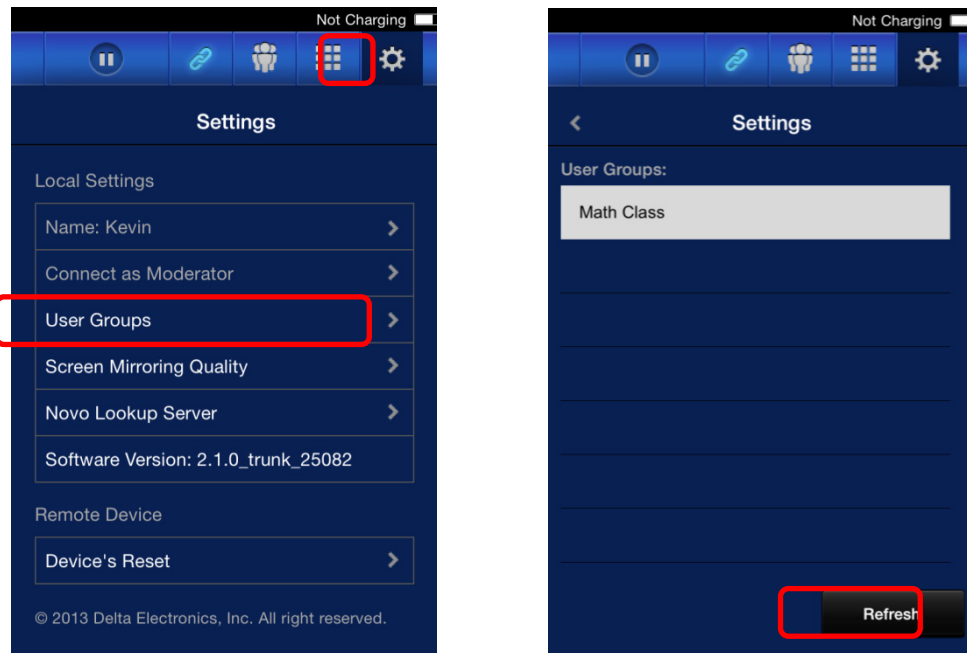 Not Charging
Settings
Local Settings
Name: Kevin
Connect as Moderator
User Groups
Screen Mirroring Quality
Novo Lookup Server
Software Version: 2.1.0_trunk_25082
Remote Device
Device's Reset
© 2013 Delta Electronics, Inc. All right reserved.
Not Charging
Settings
User Groups:
Math Class
Refresh